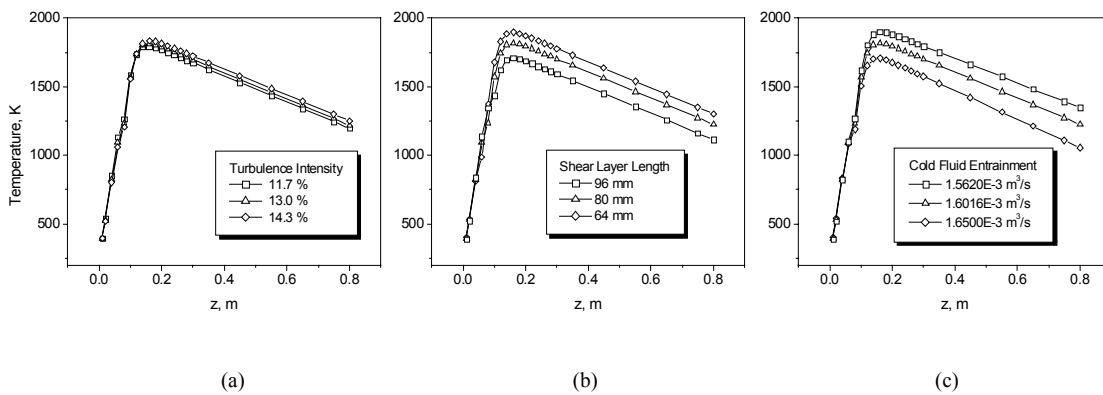 2000
1500
1000
500
Temperature, K
0.0 0.2 0.4 0.6 0.8
z, m
Turbulence Intensity
11.7 %
13.0 %
14.3 %
(a)
2000
1500
1000
500
0.0 0.2 0.4 0.6 0.8
z, m
Shear Layer Length
96 mm
80 mm
64 mm
(b)
2000
1500
1000
500
0.0 0.2 0.4 0.6 0.8
z, m
Cold Fluid Entrainment
1.5620E-3 m³/s
1.6016E-3 m³/s
1.6500E-3 m³/s
(c)